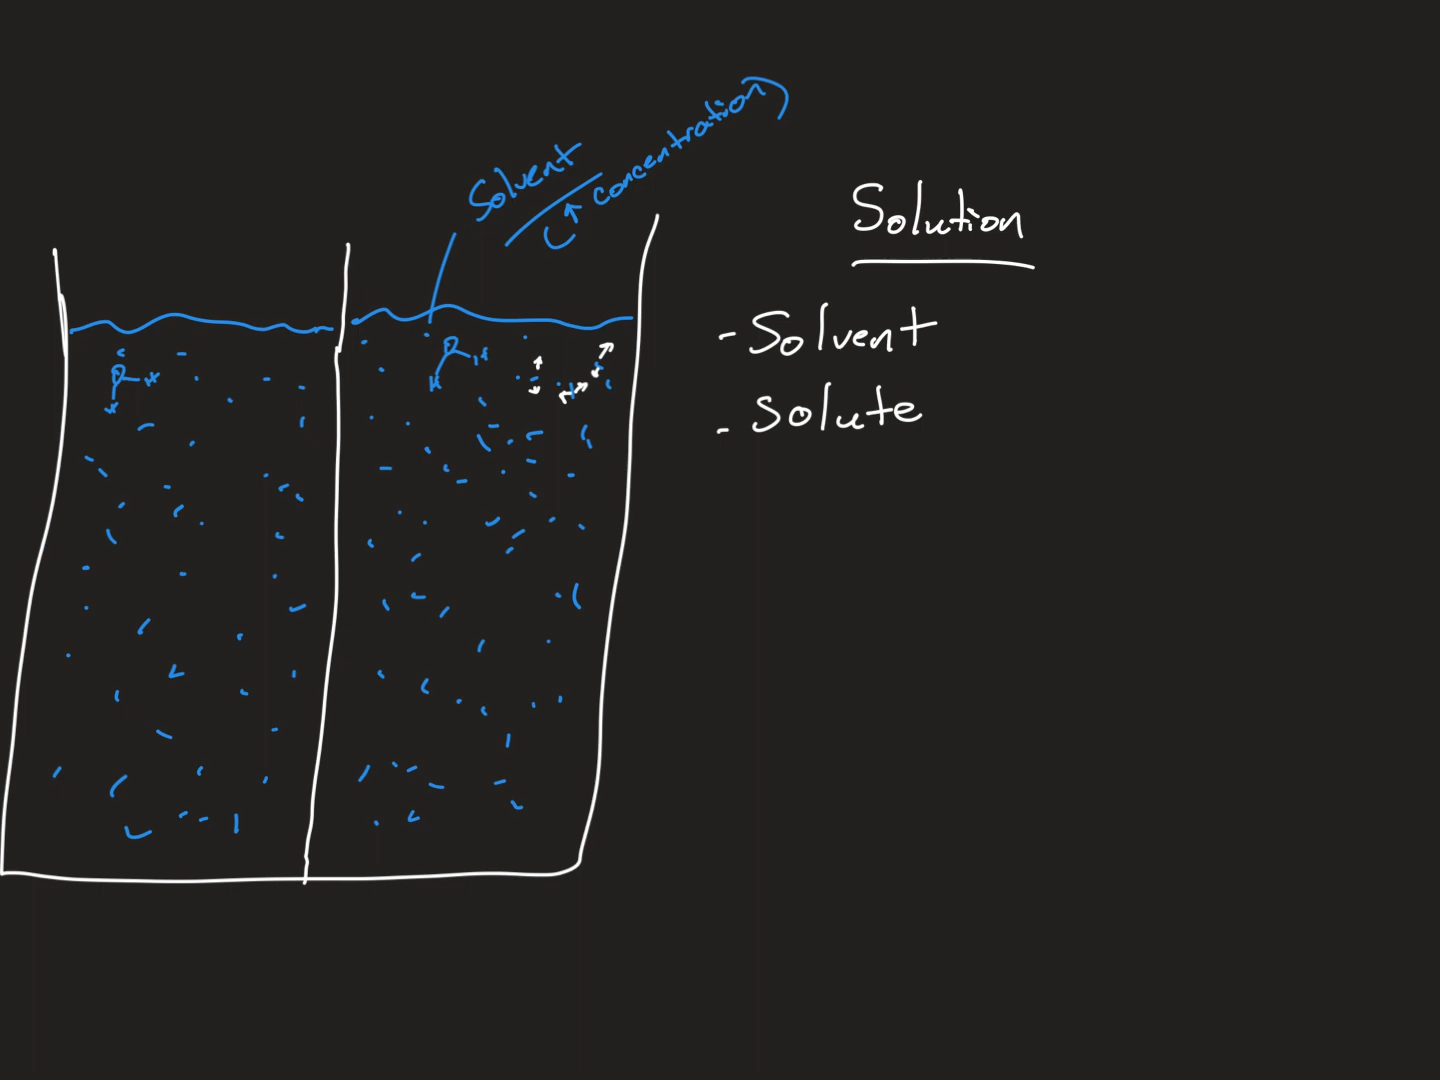 Solvent
(↑ concentration)
Solution
- Solvent
- Solute